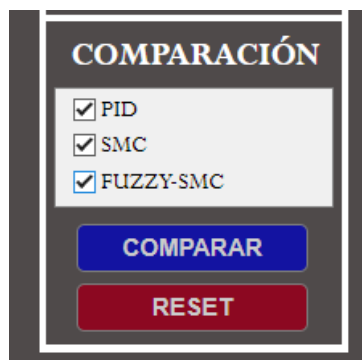 COMPARACIÓN
PID
SMC
FUZZY-SMC
COMPARAR
RESET